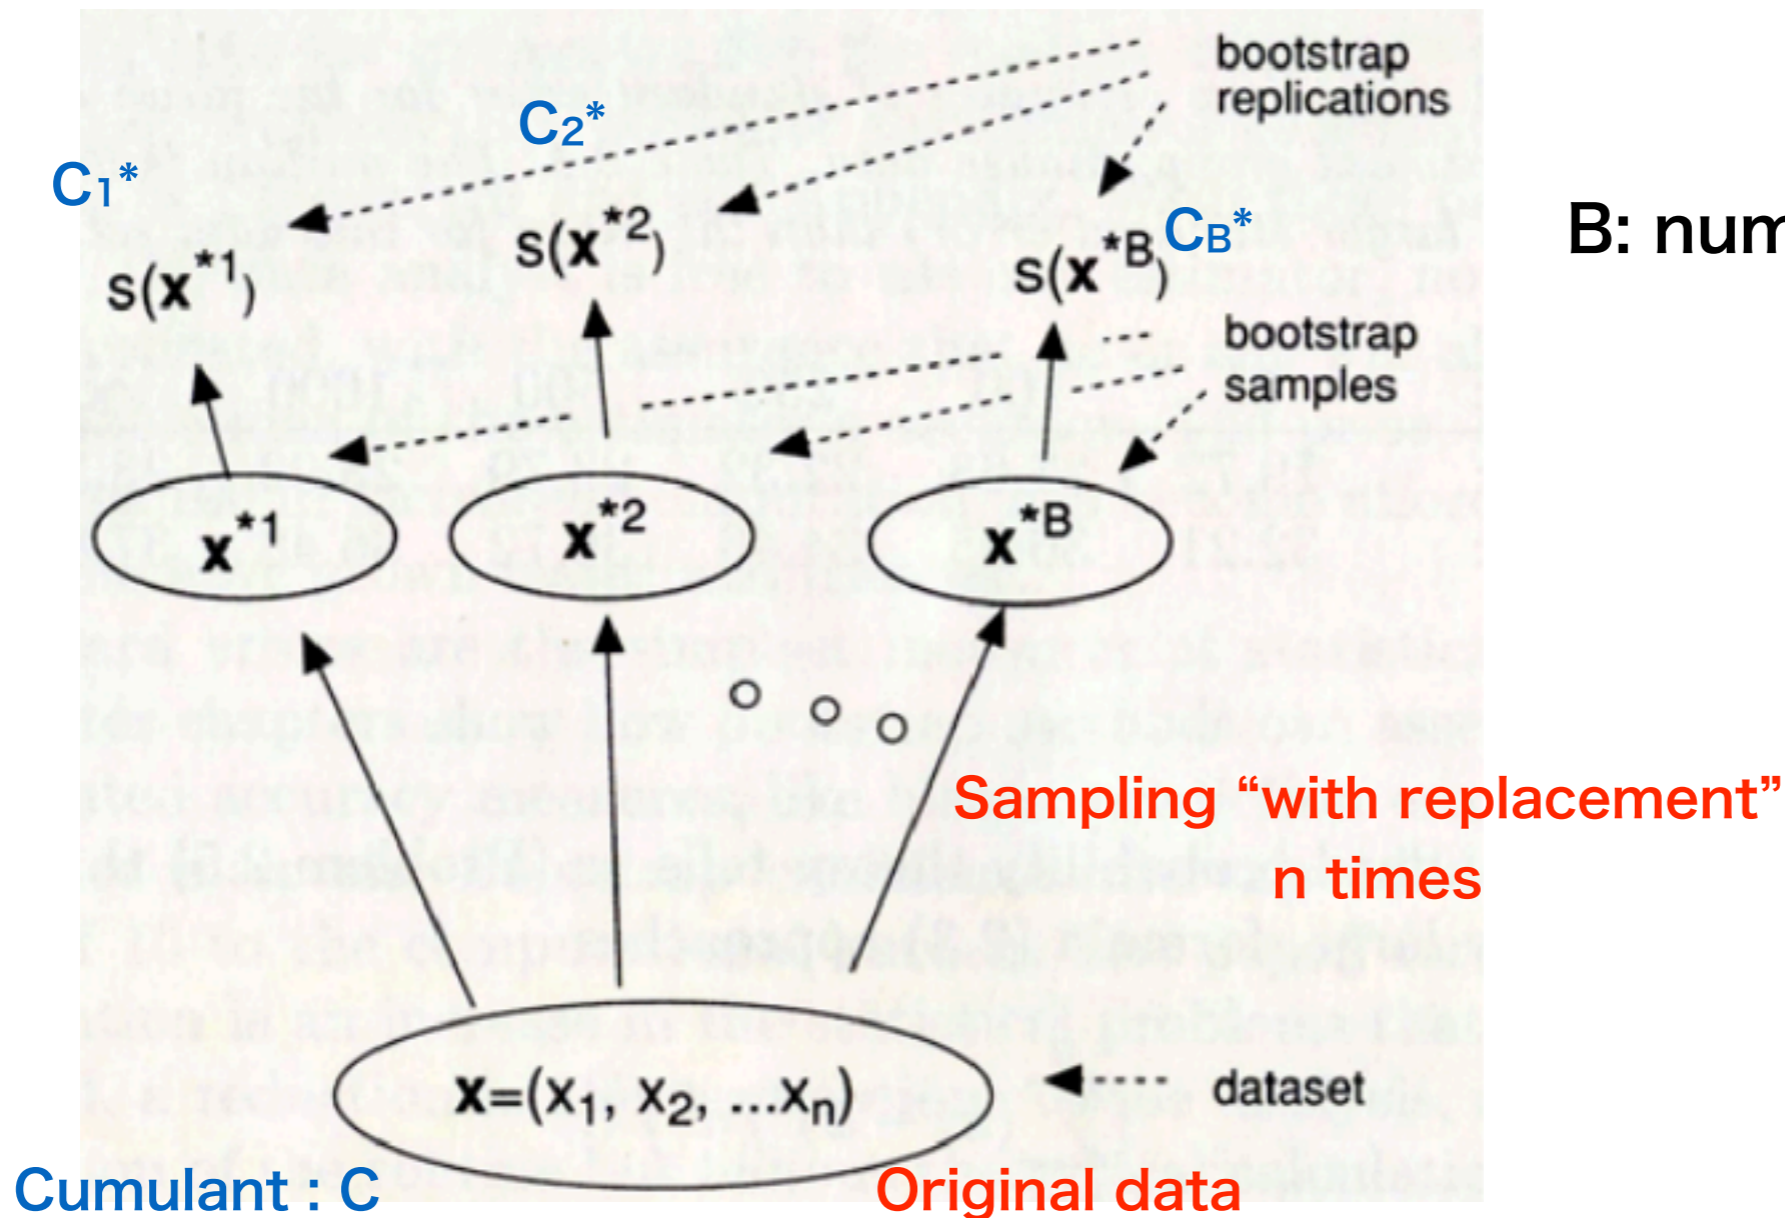 bootstrap
replications
C₂*
C₁*
B: num
C_B*
s(x*²)
s(x*ᴮ)
s(x*¹)
bootstrap
samples
x*¹
x*²
x*ᴮ
Sampling “with replacement”
n times
x=(x₁, x₂, ...xₙ)
dataset
Cumulant : C
Original data